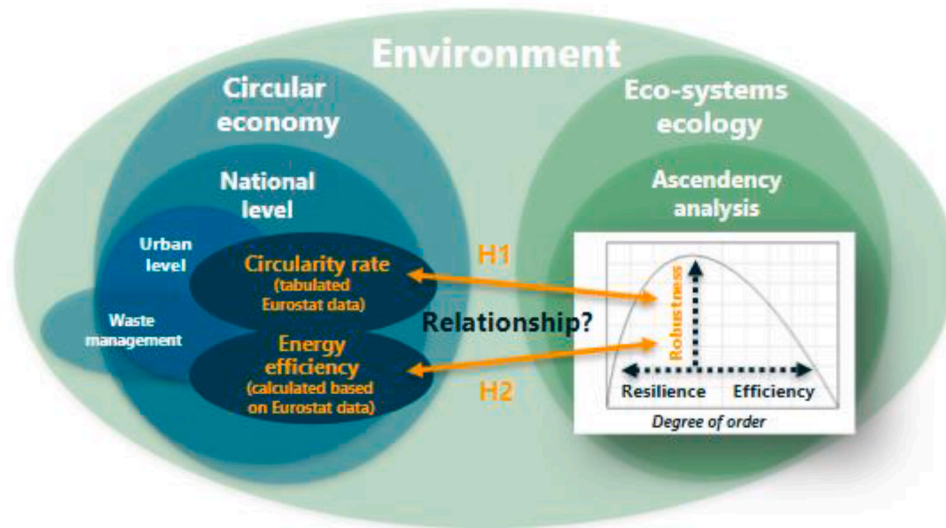 Environment
Circular
economy
National
level
Urban
level
Waste
management
Circularity rate
(tabulated
Eurostat data)
Energy
efficiency
(calculated based
on Eurostat data)
H1
Relationship?
H2
Eco-systems
ecology
Ascendency
analysis
Robustness
Resilience
Efficiency
Degree of order